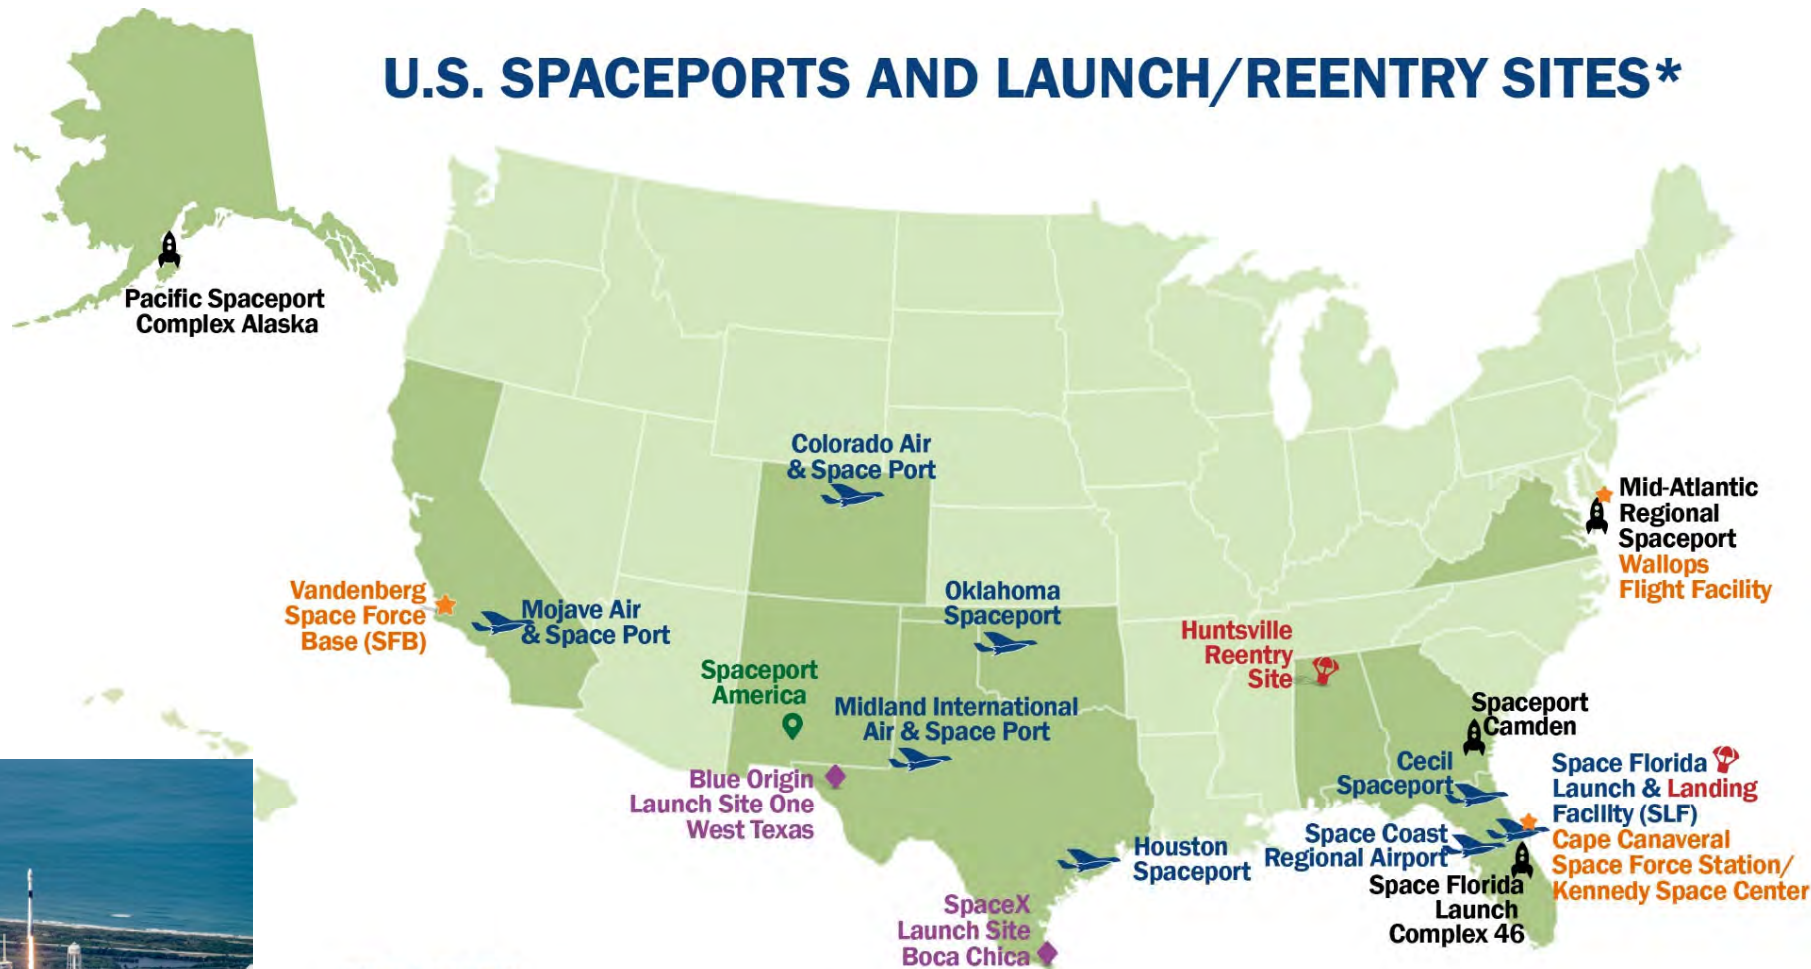 U.S. SPACEPORTS AND LAUNCH/REENTRY SITES*
Pacific Spaceport
Complex Alaska
Colorado Air
& Space Port
Mid-Atlantic
Regional
Spaceport
Wallops
Flight Facility
Vandenberg
Space Force
Base (SFB)
Mojave Air
& Space Port
Oklahoma
Spaceport
Huntsville
Reentry
Site
Spaceport
America
Midland International
Air & Space Port
Spaceport
Camden
Blue Origin
Launch Site One
West Texas
Cecil
Spaceport
Space Florida
Launch & Landing
Facility (SLF)
Cape Canaveral
Space Force Station/
Kennedy Space Center
Houston
Spaceport
Space Coast
Regional Airport
Space Florida
Launch
Complex 46
SpaceX
Launch Site
Boca Chica